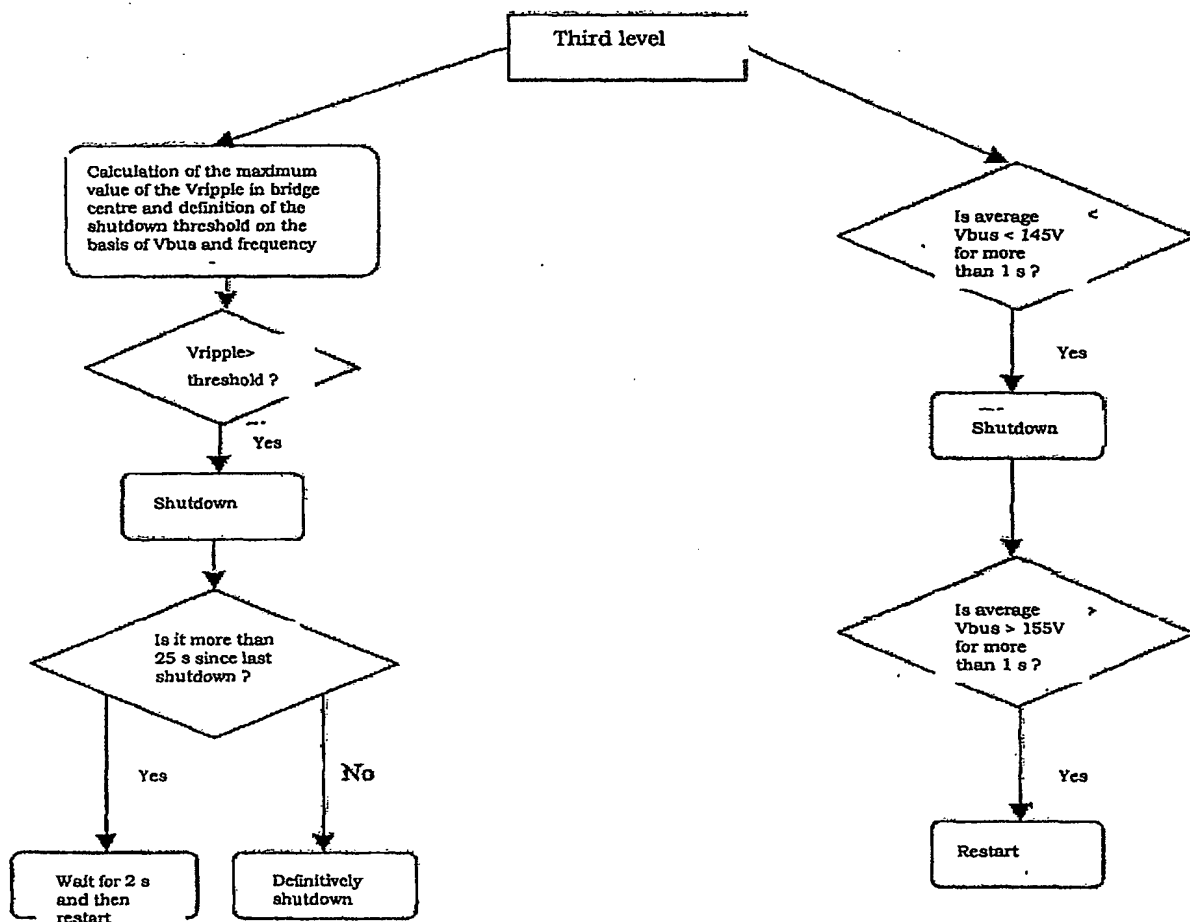 Third level
Calculation of the maximum
value of the Vripple in bridge
centre and definition of the
shutdown threshold on the
basis of Vbus and frequency
Vripple>
threshold ?
Yes
Shutdown
Is it more than
25 s since last
shutdown ?
Yes
No
Wait for 2 s
and then
restart
Definitively
shutdown
Is average <
Vbus < 145V
for more
than 1 s ?
Yes
Shutdown
Is average >
Vbus > 155V
for more
than 1 s ?
Yes
Restart